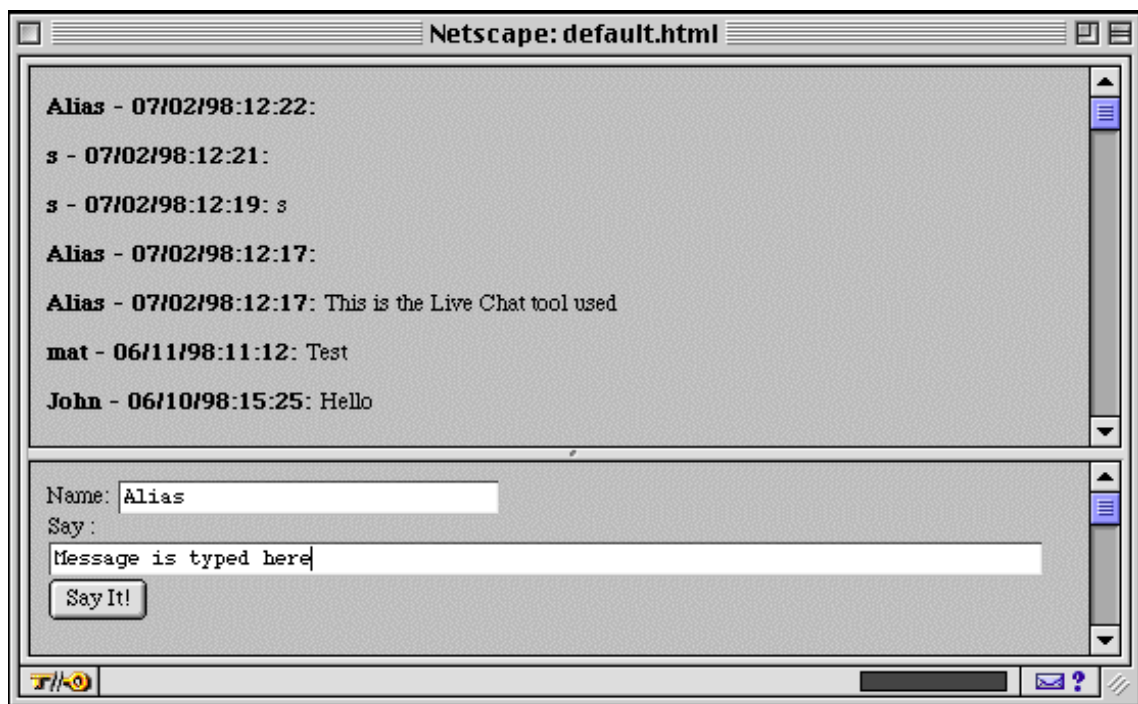 Netscape: default.html
Alias - 07/02/98:12:22:
s - 07/02/98:12:21:
s - 07/02/98:12:19: s
Alias - 07/02/98:12:17:
Alias - 07/02/98:12:17: This is the Live Chat tool used
mat - 06/11/98:11:12: Test
John - 06/10/98:15:25: Hello
Name: Alias
Say :
Message is typed here
Say It!
?